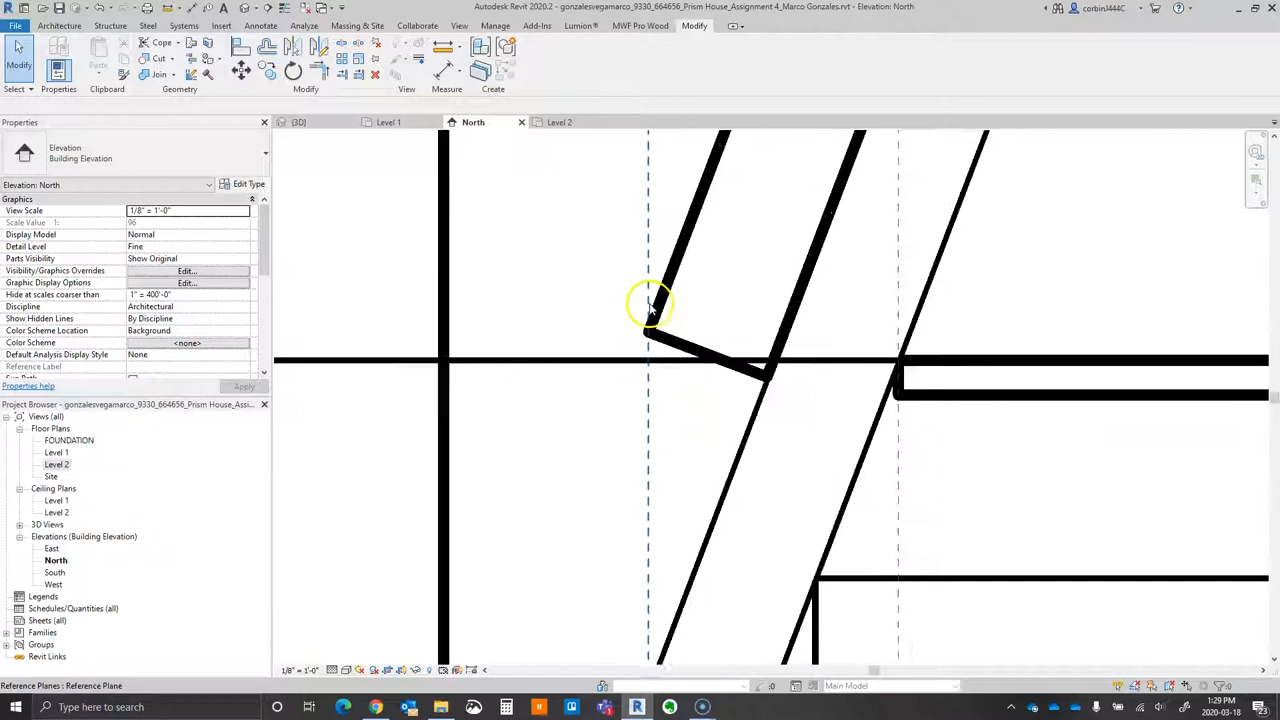 Autodesk Revit 2020.2 - gonzalesvegamarco_9330_664656_Prism House_Assignment 4_Marco Gonzales.rvt - Elevation: North
corbinJ444C
File Architecture Structure Steel Systems Insert Annotate Analyze Massing & Site Collaborate View Manage Add-Ins Lumion® MWF Pro Wood Modify
Modify
Paste
Cope
Cut
Join
Select Properties Clipboard Geometry Modify View Measure Create
Properties
{3D}
Level 1
North
Level 2
Elevation
Building Elevation
Elevation: North
Edit Type
Graphics
View Scale 1/8" = 1'-0"
Scale Value 1: 96
Display Model Normal
Detail Level Fine
Parts Visibility Show Original
Visibility/Graphics Overrides Edit...
Graphic Display Options Edit...
Hide at scales coarser than 1" = 400'-0"
Discipline Architectural
Show Hidden Lines By Discipline
Color Scheme Location Background
Color Scheme <none>
Default Analysis Display Style None
Reference Label
Properties help
Apply
Project Browser - gonzalesvegamarco_9330_664656_Prism House_Assi...
Views (all)
Floor Plans
FOUNDATION
Level 1
Level 2
Site
Ceiling Plans
Level 1
Level 2
3D Views
Elevations (Building Elevation)
East
North
South
West
Legends
Schedules/Quantities (all)
Sheets (all)
Families
Groups
Revit Links
1/8" = 1'-0"
Reference Planes : Reference Plane
:0
Main Model
:0
Type here to search
1:29 PM
2020-03-18